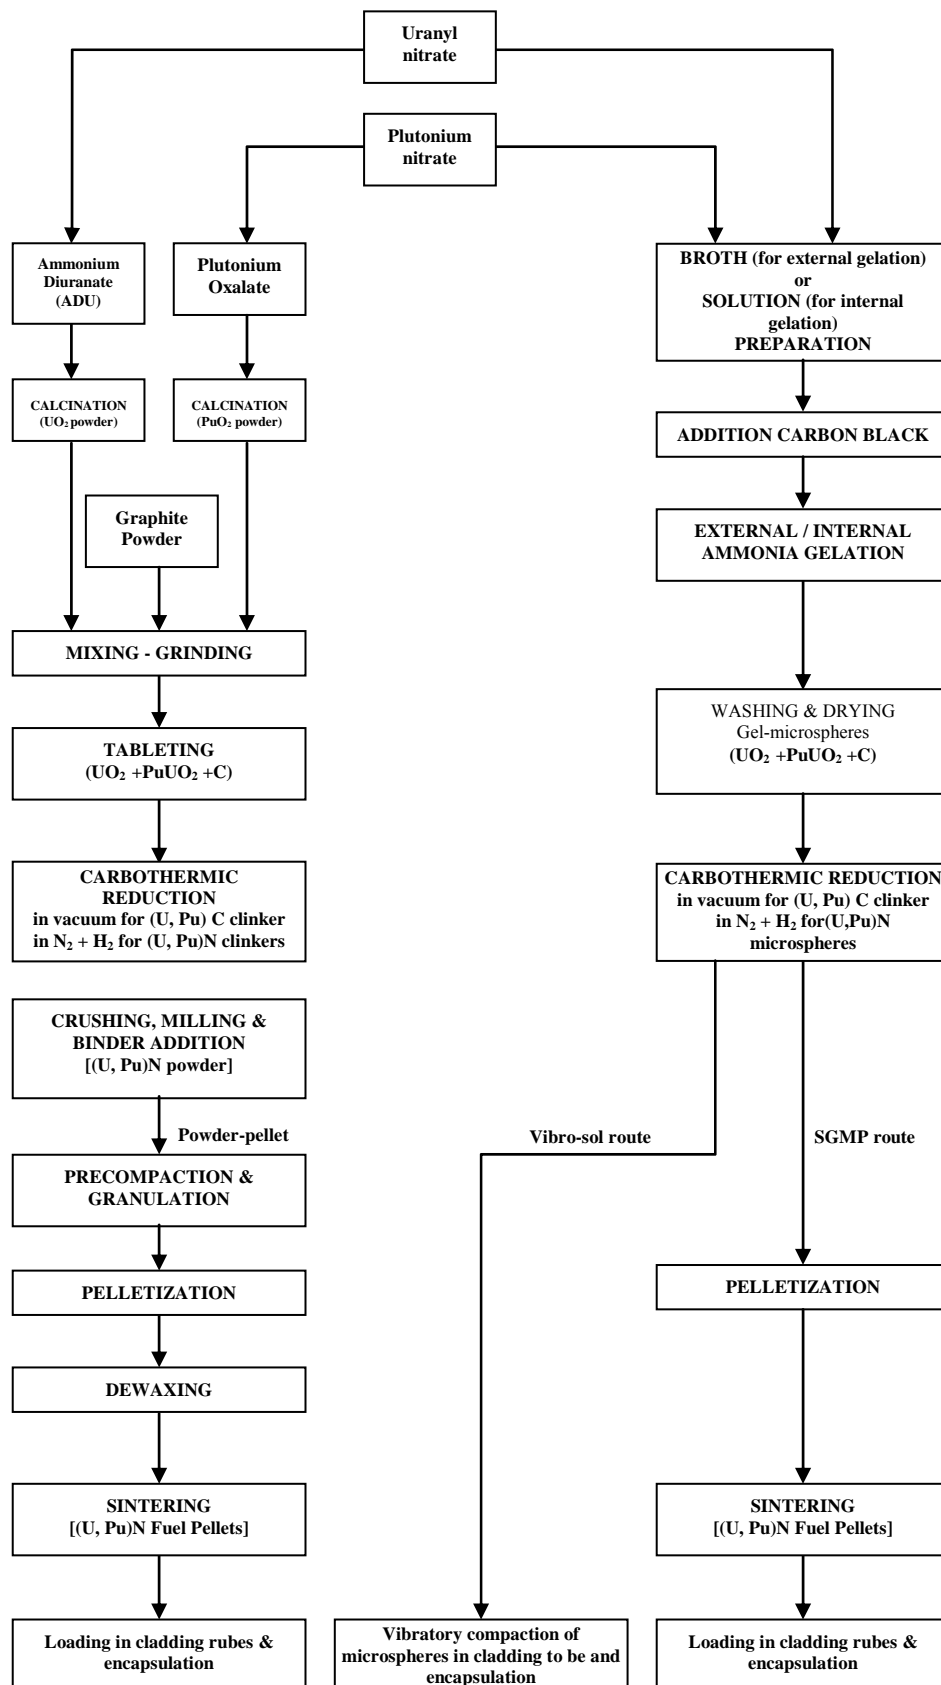 Uranyl
nitrate
Plutonium
nitrate
Ammonium
Diuranate
(ADU)
Plutonium
Oxalate
BROTH (for external gelation)
or
SOLUTION (for internal
gelation)
PREPARATION
CALCINATION
(UO₂ powder)
CALCINATION
(PuO₂ powder)
ADDITION CARBON BLACK
Graphite
Powder
EXTERNAL / INTERNAL
AMMONIA GELATION
MIXING - GRINDING
WASHING & DRYING
Gel-microspheres
(UO₂ +PuUO₂ +C)
TABLETING
(UO₂ +PuUO₂ +C)
CARBOTHERMIC
REDUCTION
in vacuum for (U, Pu) C clinker
in N₂ + H₂ for (U, Pu)N clinkers
CARBOTHERMIC REDUCTION
in vacuum for (U, Pu) C clinker
in N₂ + H₂ for(U,Pu)N
microspheres
CRUSHING, MILLING &
BINDER ADDITION
[(U, Pu)N powder]
Powder-pellet
Vibro-sol route
SGMP route
PRECOMPACTION &
GRANULATION
PELLETIZATION
PELLETIZATION
DEWAXING
SINTERING
[(U, Pu)N Fuel Pellets]
SINTERING
[(U, Pu)N Fuel Pellets]
Loading in cladding rubes &
encapsulation
Vibratory compaction of
microspheres in cladding to be and
encapsulation
Loading in cladding rubes &
encapsulation